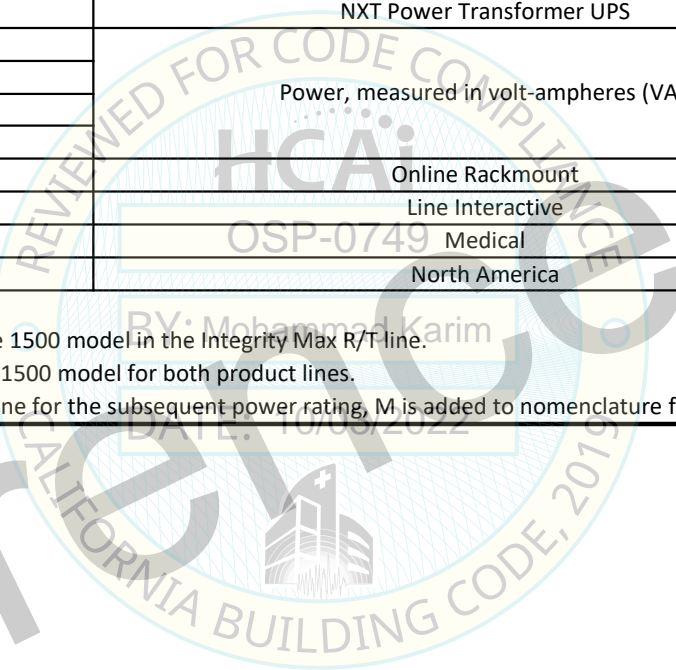 NXT Power Transformer UPS
Power, measured in volt-amperes (VA
Online Rackmount
Line Interactive
Medical
North America
1500 model in the Integrity Max R/T line.
1500 model for both product lines.
ne for the subsequent power rating, M is added to nomenclature f
REVIEWED FOR CODE COMPLIANCE
HCAi
OSP-0749
BY: Mohammad Karim
DATE: 10/03/2022
CALIFORNIA BUILDING CODE, 2019